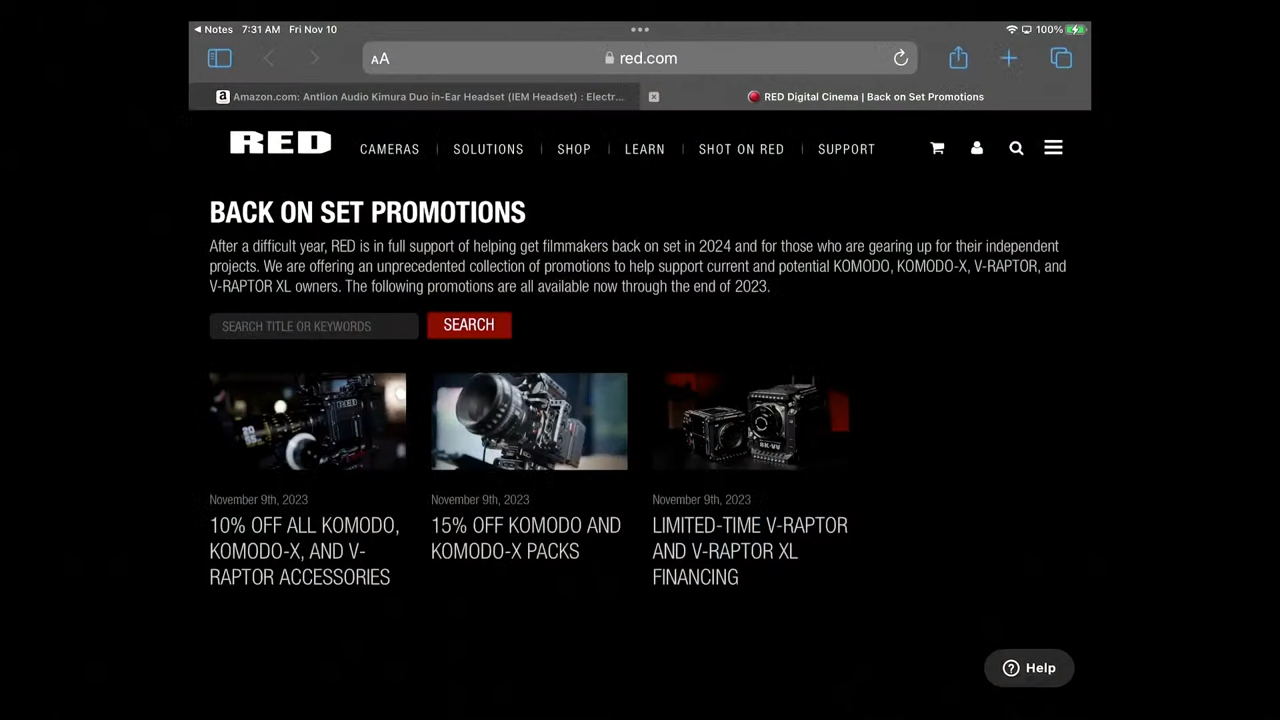 Notes 7:31 AM Fri Nov 10
100%
AA red.com
a Amazon.com: Antlion Audio Kimura Duo in-Ear Headset (IEM Headset) : Electr...
RED Digital Cinema | Back on Set Promotions
RED CAMERAS SOLUTIONS SHOP LEARN SHOT ON RED SUPPORT
BACK ON SET PROMOTIONS
After a difficult year, RED is in full support of helping get filmmakers back on set in 2024 and for those who are gearing up for their independent
projects. We are offering an unprecedented collection of promotions to help support current and potential KOMODO, KOMODO-X, V-RAPTOR, and
V-RAPTOR XL owners. The following promotions are all available now through the end of 2023.
SEARCH TITLE OR KEYWORDS SEARCH
8K·VV
November 9th, 2023
10% OFF ALL KOMODO,
KOMODO-X, AND V-
RAPTOR ACCESSORIES
November 9th, 2023
15% OFF KOMODO AND
KOMODO-X PACKS
November 9th, 2023
LIMITED-TIME V-RAPTOR
AND V-RAPTOR XL
FINANCING
Help